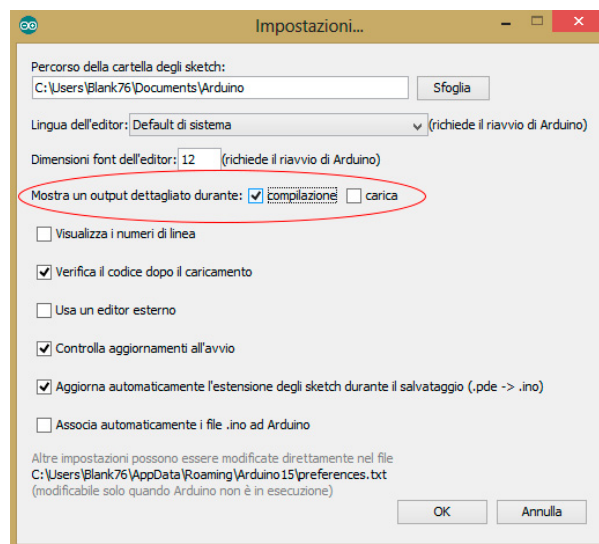 Impostazioni...
Percorso della cartella degli sketch:
C:\Users\Blank76\Documents\Arduino
Sfoglia
Lingua dell'editor: Default di sistema (richiede il riavvio di Arduino)
Dimensioni font dell'editor: 12 (richiede il riavvio di Arduino)
Mostra un output dettagliato durante: compilazione carica
Visualizza i numeri di linea
Verifica il codice dopo il caricamento
Usa un editor esterno
Controlla aggiornamenti all'avvio
Aggiorna automaticamente l'estensione degli sketch durante il salvataggio (.pde -> .ino)
Associa automaticamente i file .ino ad Arduino
Altre impostazioni possono essere modificate direttamente nel file
C:\Users\Blank76\AppData\Roaming\Arduino15\preferences.txt
(modificabile solo quando Arduino non è in esecuzione)
OK Annulla